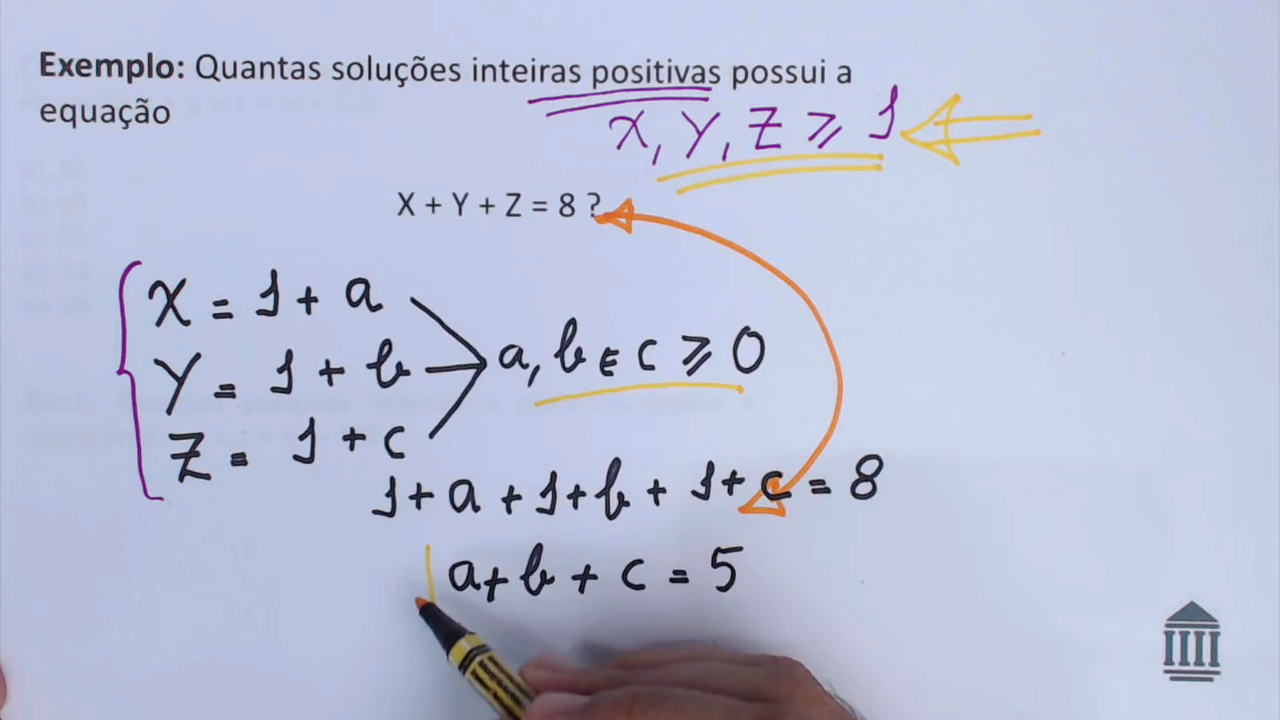 Exemplo: Quantas soluções inteiras positivas possui a
equação
X, Y, Z ⩾ 1
X + Y + Z = 8 ?
X = 1 + a
Y = 1 + b
Z = 1 + c
a, b e c ⩾ 0
1 + a + 1 + b + 1 + c = 8
a + b + c = 5